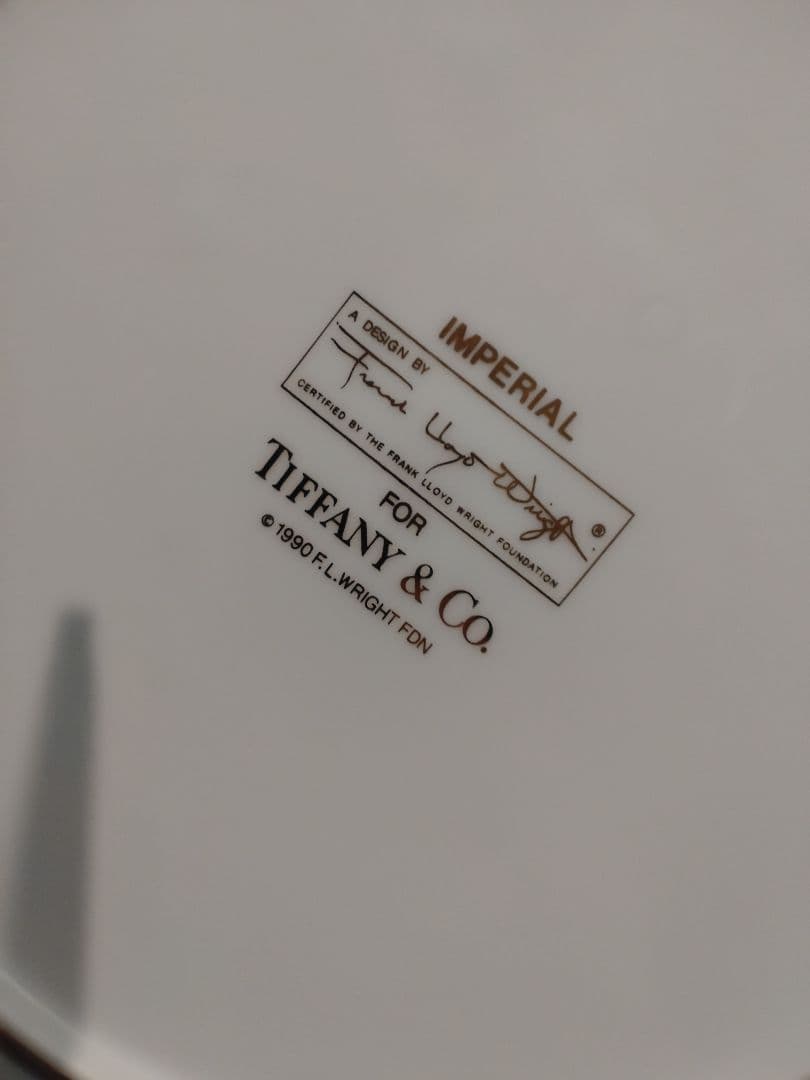 IMPERIAL
A DESIGN BY
Frank Lloyd Wright ®
CERTIFIED BY THE FRANK LLOYD WRIGHT FOUNDATION
FOR
TIFFANY & CO.
© 1990 F.L.WRIGHT FDN